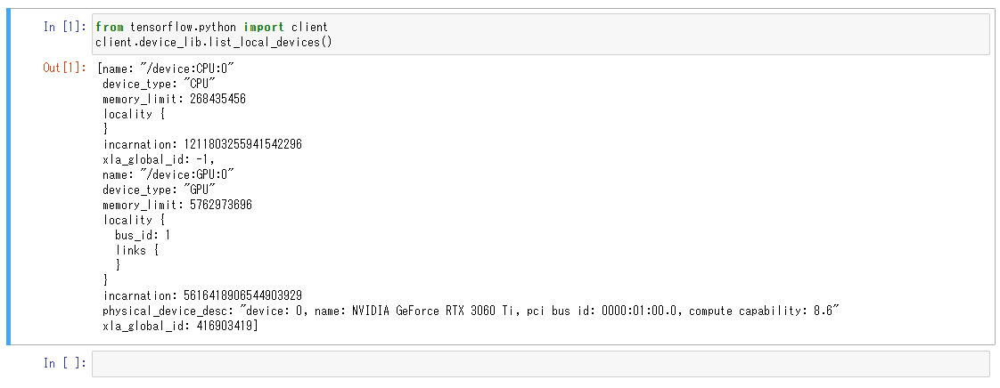 In [1]: from tensorflow.python import client
client.device_lib.list_local_devices()
Out[1]: [name: "/device:CPU:0"
device_type: "CPU"
memory_limit: 268435456
locality {
}
incarnation: 1211803255941542296
xla_global_id: -1,
name: "/device:GPU:0"
device_type: "GPU"
memory_limit: 5762973696
locality {
bus_id: 1
links {
}
}
incarnation: 5616418906544903929
physical_device_desc: "device: 0, name: NVIDIA GeForce RTX 3060 Ti, pci bus id: 0000:01:00.0, compute capability: 8.6"
xla_global_id: 416903419]
In [ ]: